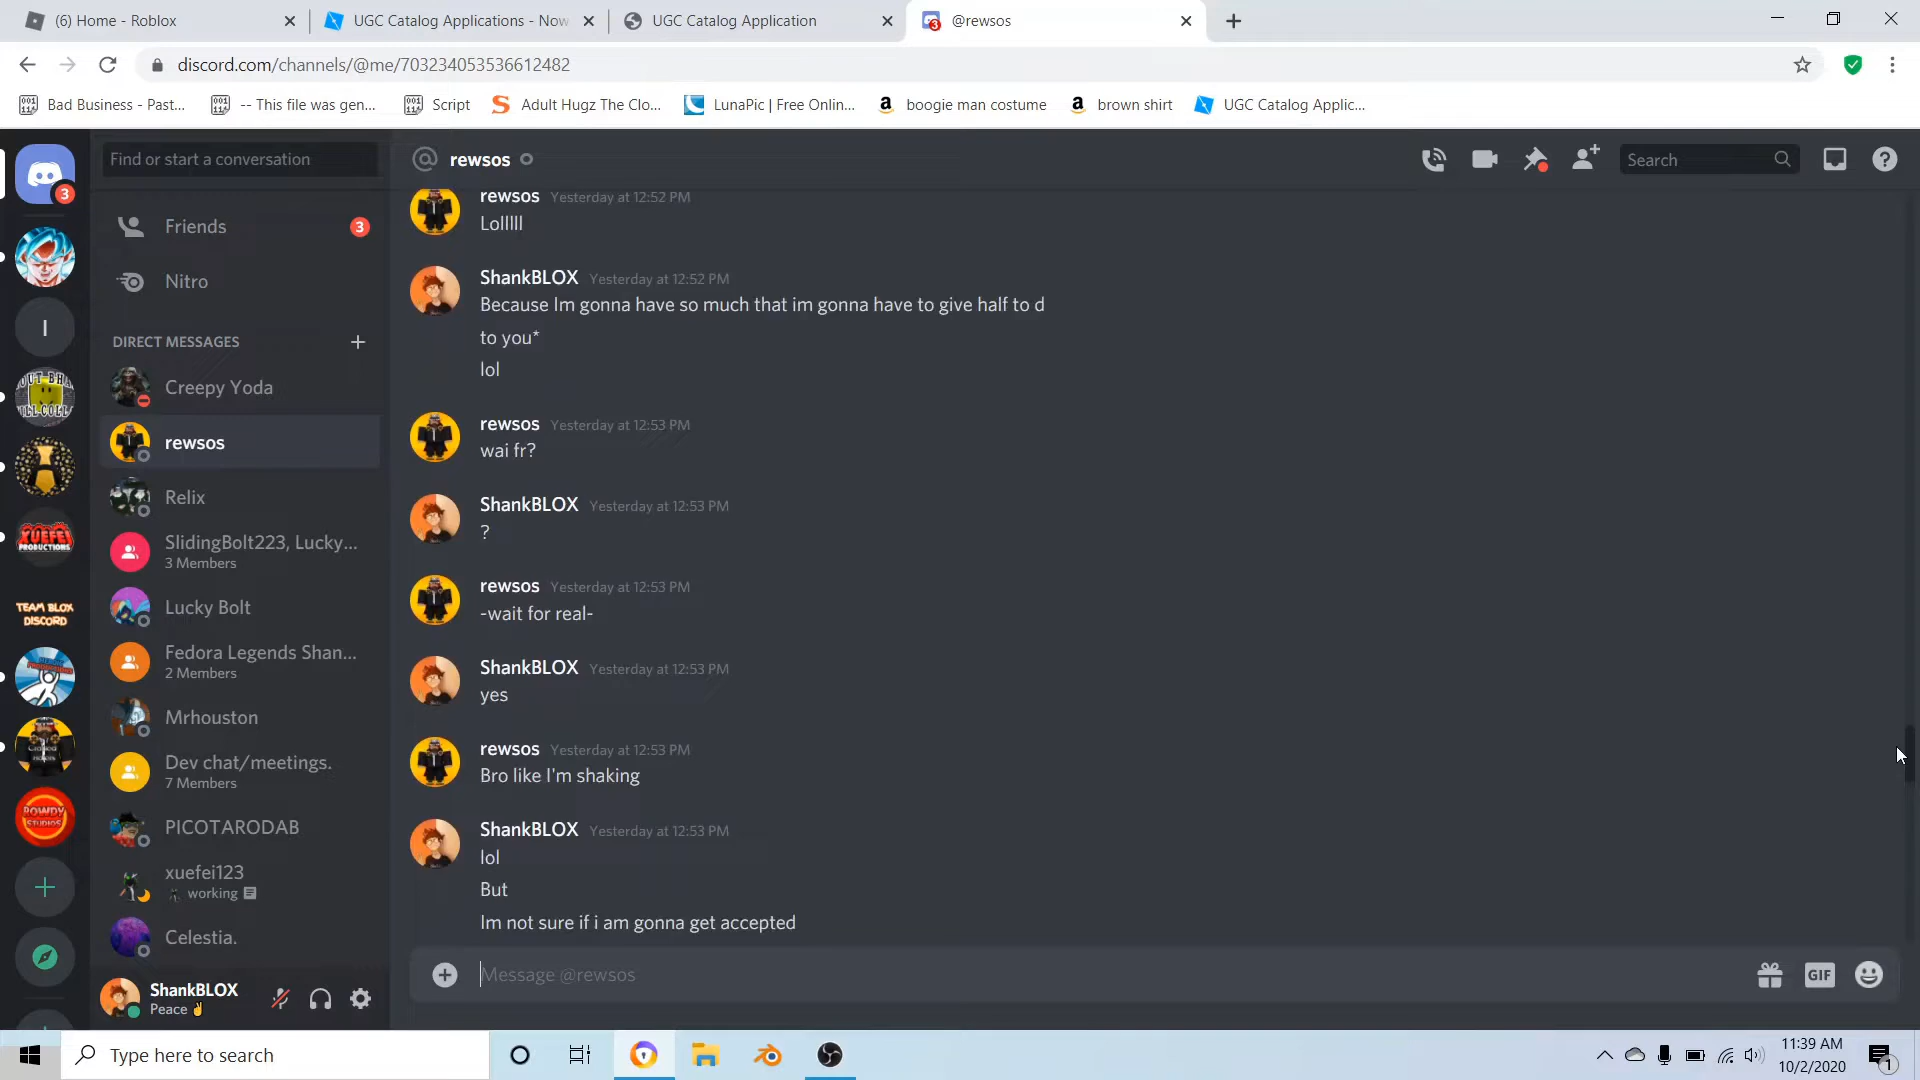 (6) Home - Roblox
UGC Catalog Applications - Now
UGC Catalog Application
@rewsos
discord.com/channels/@me/703234053536612482
Bad Business - Past...
-- This file was gen...
Script
Adult Hugz The Clo...
LunaPic | Free Onlin...
boogie man costume
brown shirt
UGC Catalog Applic...
Find or start a conversation
rewsos
Search
3
Friends
3
Nitro
DIRECT MESSAGES
Creepy Yoda
rewsos
Relix
SlidingBolt223, Lucky...
3 Members
Lucky Bolt
Fedora Legends Shan...
2 Members
Mrhouston
Dev chat/meetings.
7 Members
PICOTARODAB
xuefei123
working
Celestia.
ShankBLOX
Peace ✌
I
XUEFEI
PRODUCTIONS
TEAM BLOX
DISCORD
ROWDY
STUDIOS
rewsos Yesterday at 12:52 PM
Lolllll
ShankBLOX Yesterday at 12:52 PM
Because Im gonna have so much that im gonna have to give half to d
to you*
lol
rewsos Yesterday at 12:53 PM
wai fr?
ShankBLOX Yesterday at 12:53 PM
?
rewsos Yesterday at 12:53 PM
-wait for real-
ShankBLOX Yesterday at 12:53 PM
yes
rewsos Yesterday at 12:53 PM
Bro like I'm shaking
ShankBLOX Yesterday at 12:53 PM
lol
But
Im not sure if i am gonna get accepted
Message @rewsos
GIF
Type here to search
11:39 AM
10/2/2020
1